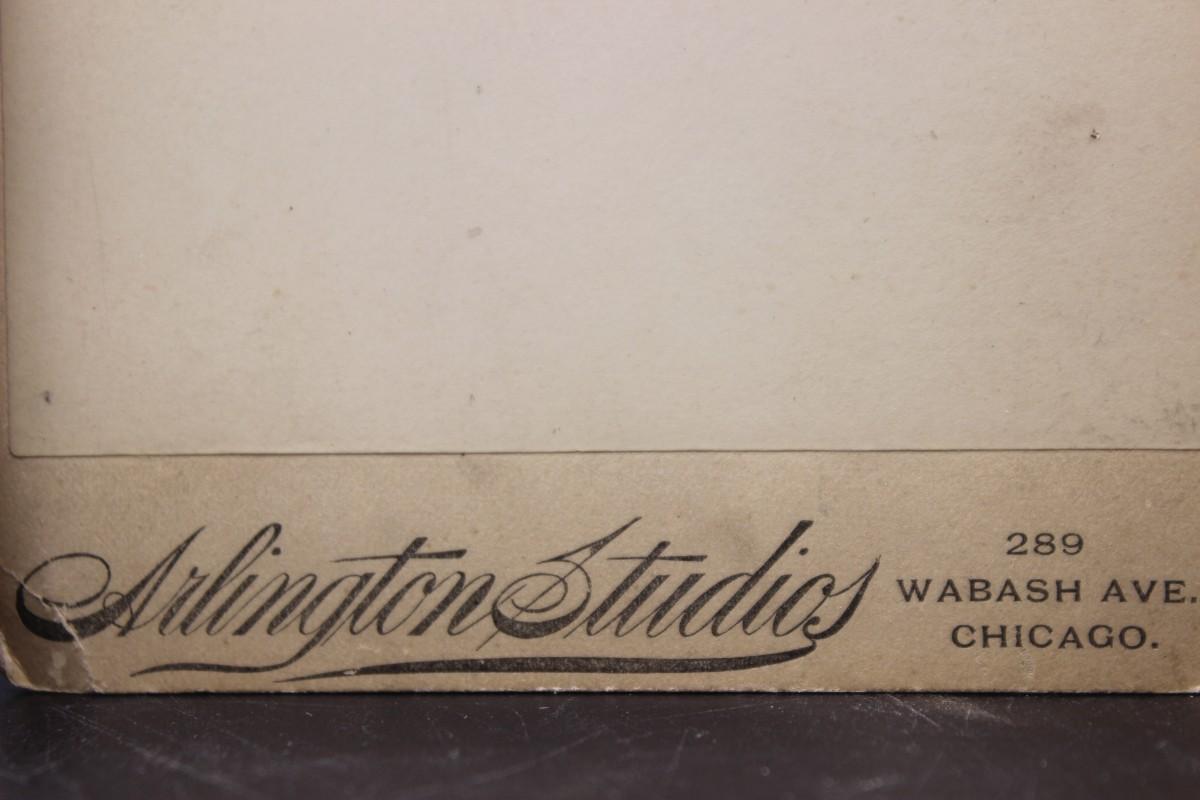 Arlington Studios
289
WABASH AVE.
CHICAGO.